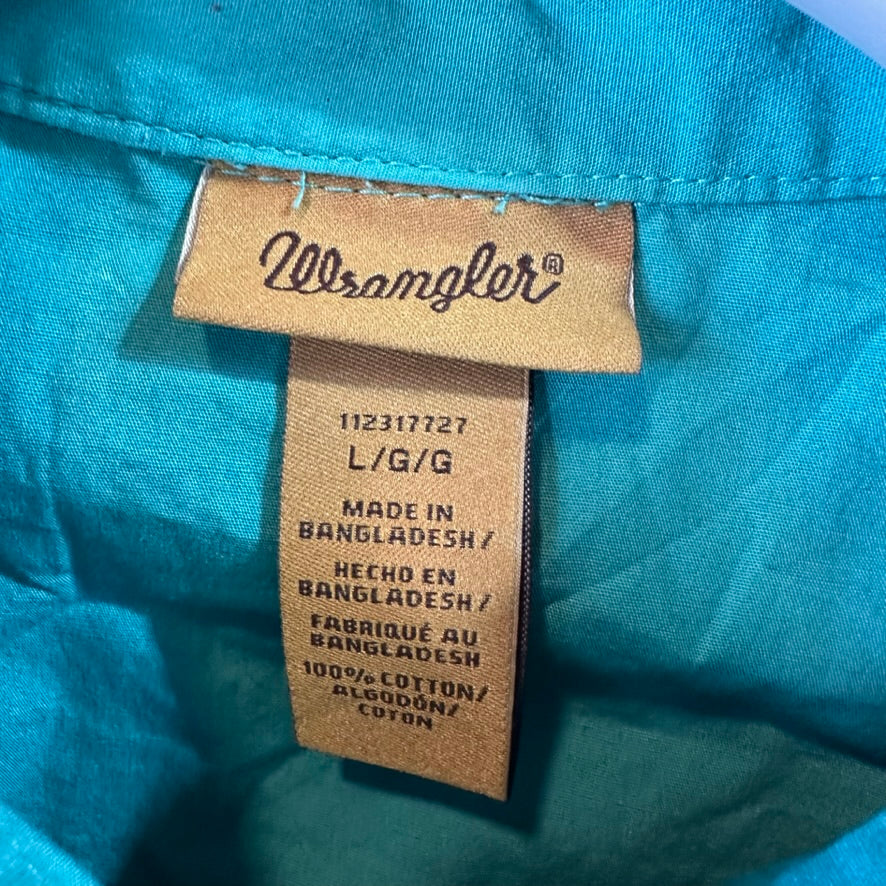 Wrangler®
112317727
L/G/G
MADE IN
BANGLADESH/
HECHO EN
BANGLADESH/
FABRIQUÉ AU
BANGLADESH
100% COTTON/
ALGODÓN/
COTON